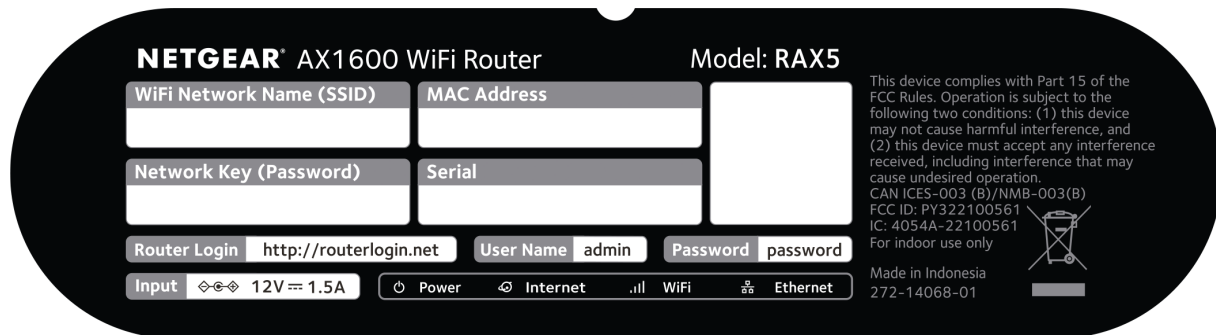 NETGEAR® AX1600 WiFi Router
Model: RAX5
WiFi Network Name (SSID)
MAC Address
Network Key (Password)
Serial
Router Login http://routerlogin.net
User Name admin
Password password
Input 12V⎓1.5A
Power
Internet
WiFi
Ethernet
This device complies with Part 15 of the
FCC Rules. Operation is subject to the
following two conditions: (1) this device
may not cause harmful interference, and
(2) this device must accept any interference
received, including interference that may
cause undesired operation.
CAN ICES-003 (B)/NMB-003(B)
FCC ID: PY322100561
IC: 4054A-22100561
For indoor use only
Made in Indonesia
272-14068-01